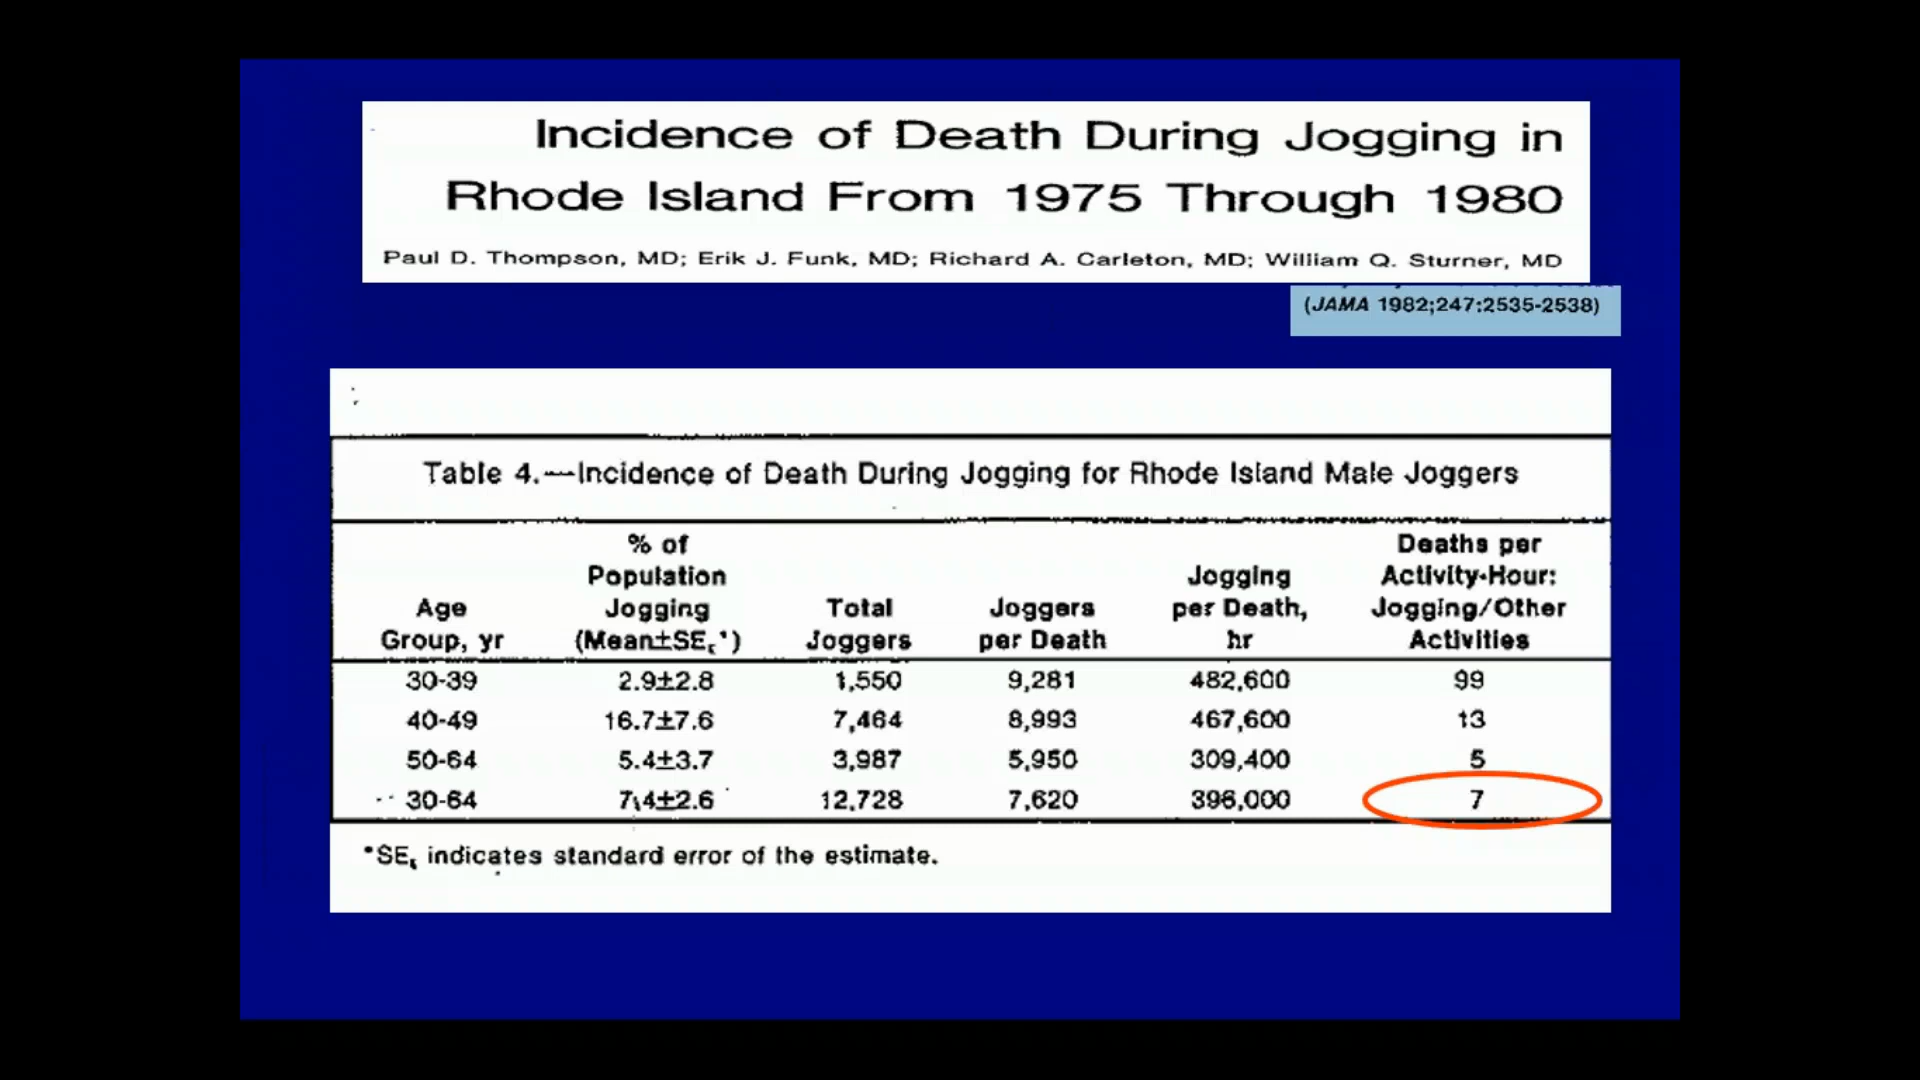 Incidence of Death During Jogging in
Rhode Island From 1975 Through 1980
Paul D. Thompson, MD; Erik J. Funk, MD; Richard A. Carleton, MD; William Q. Sturner, MD
(JAMA 1982;247:2535-2538)
Table 4.—Incidence of Death During Jogging for Rhode Island Male Joggers
Age Group, yr % of Population Jogging (Mean±SEε*) Total Joggers Joggers per Death Jogging per Death, hr Deaths per Activity-Hour: Jogging/Other Activities
30-39 2.9±2.8 1,550 9,281 482,600 99
40-49 16.7±7.6 7,464 8,993 467,600 13
50-64 5.4±3.7 3,987 5,950 309,400 5
30-64 7.4±2.6 12,728 7,620 396,000 7
*SEε indicates standard error of the estimate.